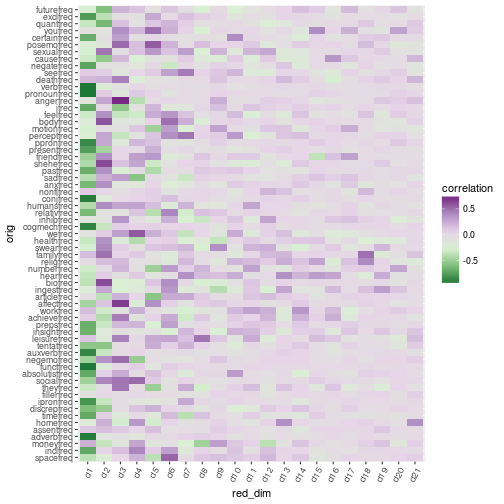 futurefreq
exclfreq
quantfreq
youfreq
certainfreq
posemofreq
sexualfreq
causefreq
negatefreq
seefreq
deathfreq
verbfreq
pronounfreq
angerfreq
ifreq
feelfreq
bodyfreq
motionfreq
perceptfreq
ppronfreq
presentfreq
friendfreq
shehefreq
pastfreq
sadfreq
anxfreq
nonflfreq
conjfreq
humansfreq
relativfreq
inhibfreq
cogmechfreq
wefreq
healthfreq
swearfreq
familyfreq
religfreq
numberfreq
hearfreq
biofreq
ingestfreq
articlefreq
affectfreq
workfreq
achievefreq
prepsfreq
insightfreq
leisurefreq
tentatfreq
auxverbfreq
negemofreq
functfreq
absolutistfreq
socialfreq
theyfreq
fillerfreq
ipronfreq
discrepfreq
timefreq
homefreq
assentfreq
adverbfreq
moneyfreq
inclfreq
spacefreq
orig
d1 d2 d3 d4 d5 d6 d7 d8 d9 d10 d11 d12 d13 d14 d15 d16 d17 d18 d19 d20 d21
red_dim
correlation
0.5
0.0
-0.5